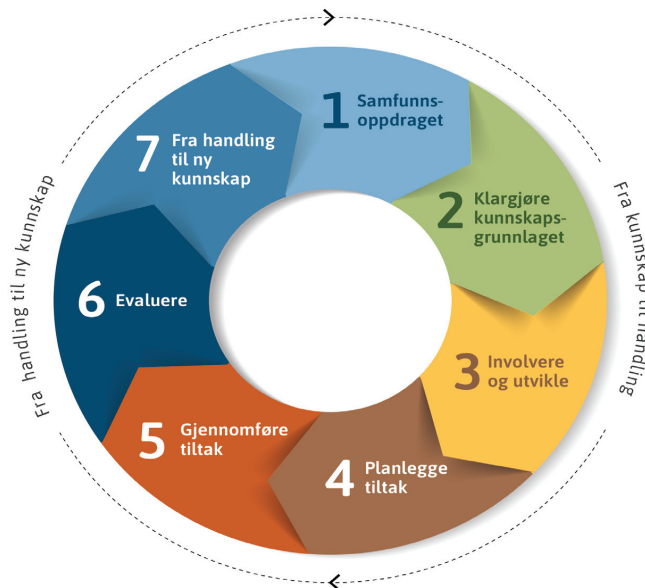 1 Samfunns-
oppdraget
2 Klargjøre
kunnskaps-
grunnlaget
3 Involvere
og utvikle
4 Planlegge
tiltak
5 Gjennomføre
tiltak
6 Evaluere
7 Fra handling
til ny
kunnskap
Fra kunnskap til handling
Fra handling til ny kunnskap